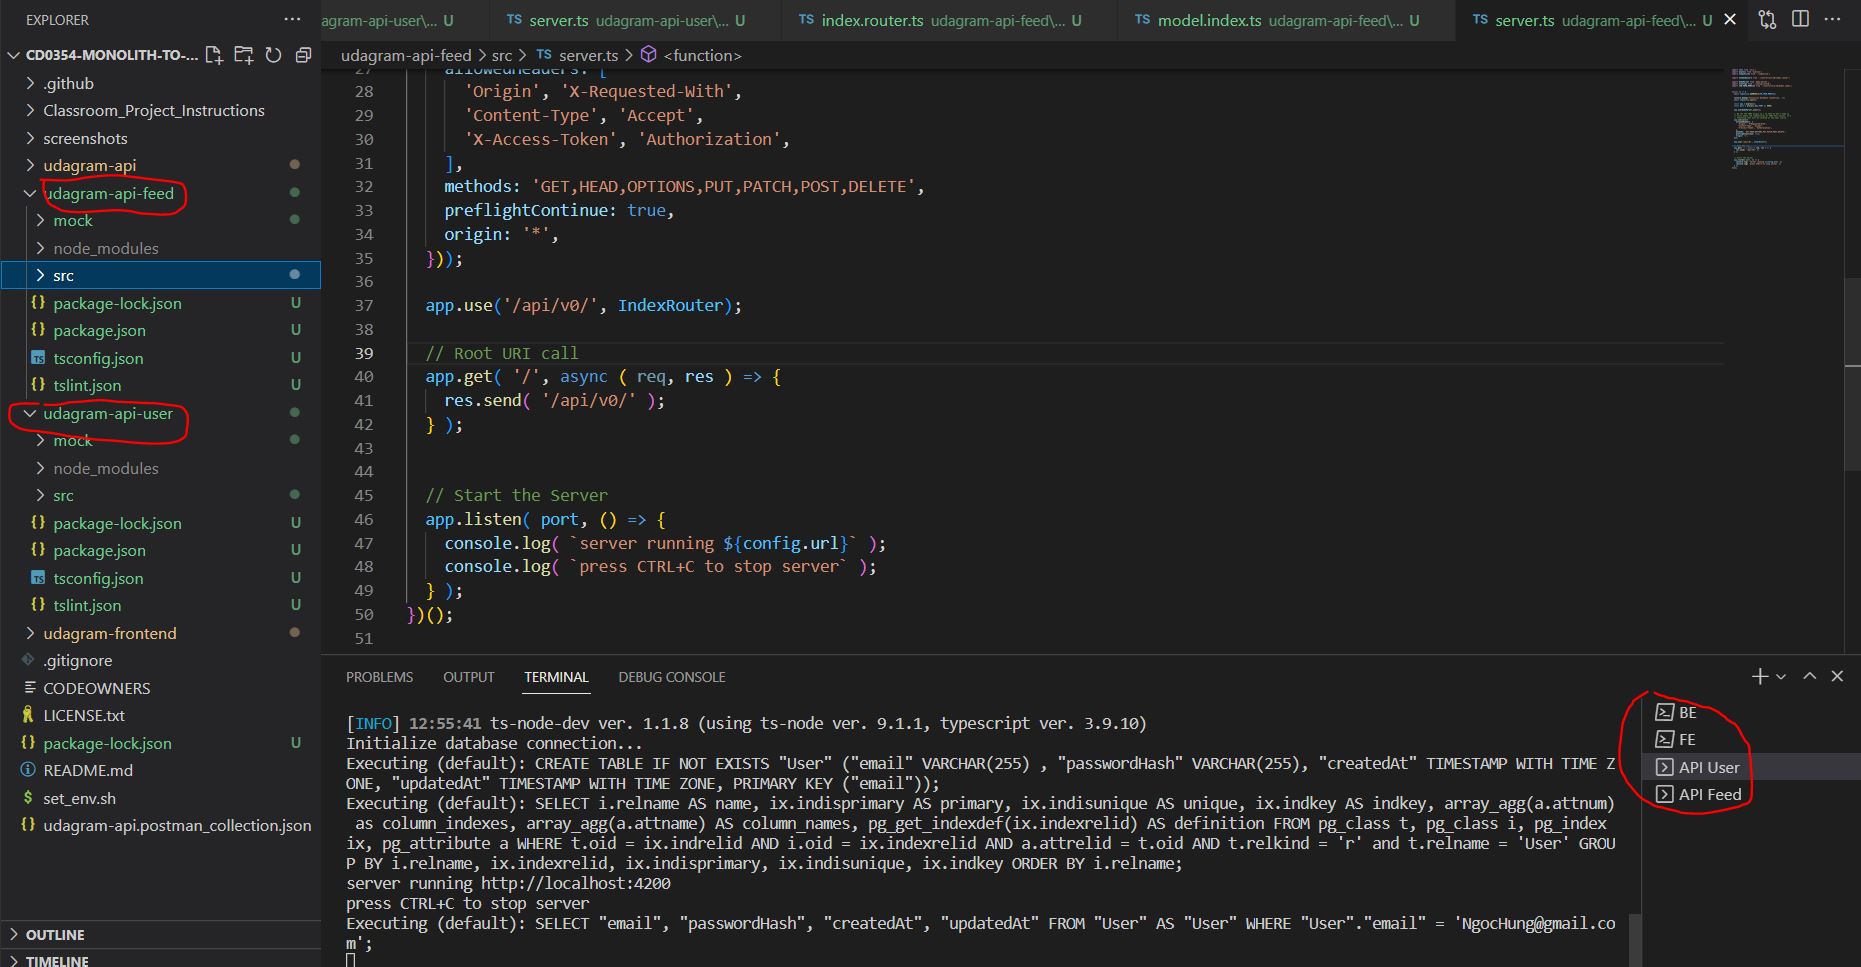 EXPLORER
CD0354-MONOLITH-TO-...
.github
Classroom_Project_Instructions
screenshots
udagram-api
udagram-api-feed
mock
node_modules
src
package-lock.json U
package.json U
tsconfig.json U
tslint.json U
udagram-api-user
mock
node_modules
src
package-lock.json U
package.json U
tsconfig.json U
tslint.json U
udagram-frontend
.gitignore
CODEOWNERS
LICENSE.txt
package-lock.json U
README.md
set_env.sh
udagram-api.postman_collection.json
OUTLINE
TIMELINE
agram-api-user\... U
TS server.ts udagram-api-user\... U
TS index.router.ts udagram-api-feed\... U
TS model.index.ts udagram-api-feed\... U
TS server.ts udagram-api-feed\... U
udagram-api-feed > src > TS server.ts > <function>
27 allowedHeaders: [
28 'Origin', 'X-Requested-With',
29 'Content-Type', 'Accept',
30 'X-Access-Token', 'Authorization',
31 ],
32 methods: 'GET,HEAD,OPTIONS,PUT,PATCH,POST,DELETE',
33 preflightContinue: true,
34 origin: '*',
35 }));
36
37 app.use('/api/v0/', IndexRouter);
38
39 // Root URI call
40 app.get( '/', async ( req, res ) => {
41 res.send( '/api/v0/' );
42 } );
43
44
45 // Start the Server
46 app.listen( port, () => {
47 console.log( `server running ${config.url}` );
48 console.log( `press CTRL+C to stop server` );
49 } );
50 })();
51
PROBLEMS OUTPUT TERMINAL DEBUG CONSOLE
[INFO] 12:55:41 ts-node-dev ver. 1.1.8 (using ts-node ver. 9.1.1, typescript ver. 3.9.10)
Initialize database connection...
Executing (default): CREATE TABLE IF NOT EXISTS "User" ("email" VARCHAR(255) , "passwordHash" VARCHAR(255), "createdAt" TIMESTAMP WITH TIME Z
ONE, "updatedAt" TIMESTAMP WITH TIME ZONE, PRIMARY KEY ("email"));
Executing (default): SELECT i.relname AS name, ix.indisprimary AS primary, ix.indisunique AS unique, ix.indkey AS indkey, array_agg(a.attnum)
as column_indexes, array_agg(a.attname) AS column_names, pg_get_indexdef(ix.indexrelid) AS definition FROM pg_class t, pg_class i, pg_index
ix, pg_attribute a WHERE t.oid = ix.indrelid AND i.oid = ix.indexrelid AND a.attrelid = t.oid AND t.relkind = 'r' and t.relname = 'User' GROU
P BY i.relname, ix.indexrelid, ix.indisprimary, ix.indisunique, ix.indkey ORDER BY i.relname;
server running http://localhost:4200
press CTRL+C to stop server
Executing (default): SELECT "email", "passwordHash", "createdAt", "updatedAt" FROM "User" AS "User" WHERE "User"."email" = 'NgocHung@gmail.co
m';
BE
FE
API User
API Feed